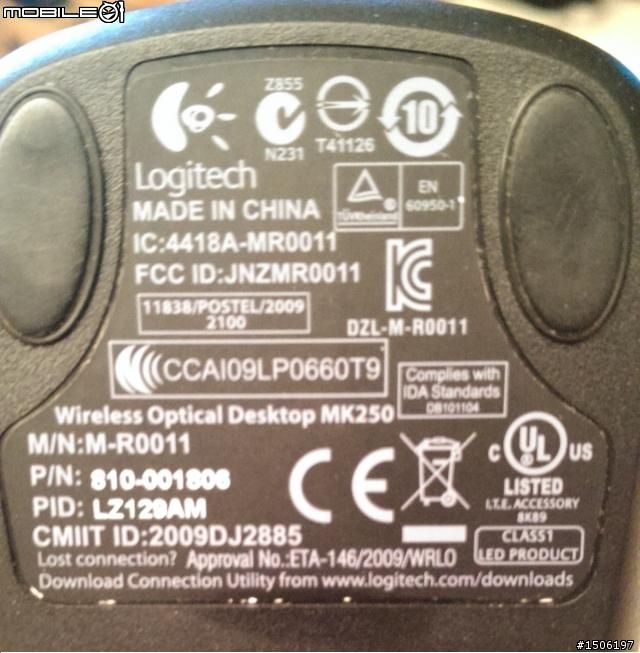 MOBILE01
Z855
N231
T41126
10
Logitech
MADE IN CHINA
TÜVRheinland
EN
60950-1
IC:4418A-MR0011
FCC ID:JNZMR0011
11838/POSTEL/2009
2100
DZL-M-R0011
CCAI09LP0660T9
Complies with
IDA Standards
DB101104
Wireless Optical Desktop MK250
M/N:M-R0011
P/N: 810-001806
PID: LZ129AM
CMIIT ID:2009DJ2885
CE
C UL US
LISTED
I.T.E. ACCESSORY
8K89
CLASS1
LED PRODUCT
Lost connection? Approval No.:ETA-146/2009/WRLO
Download Connection Utility from www.logitech.com/downloads
#1506197